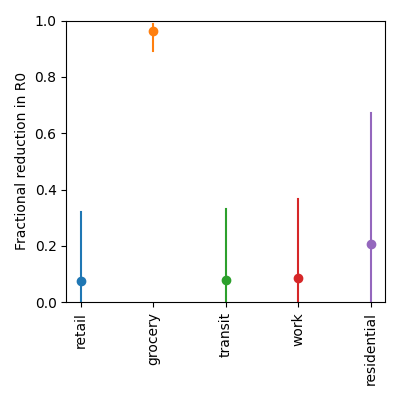 Fractional reduction in R0
1.0
0.8
0.6
0.4
0.2
0.0
retail
grocery
transit
work
residential